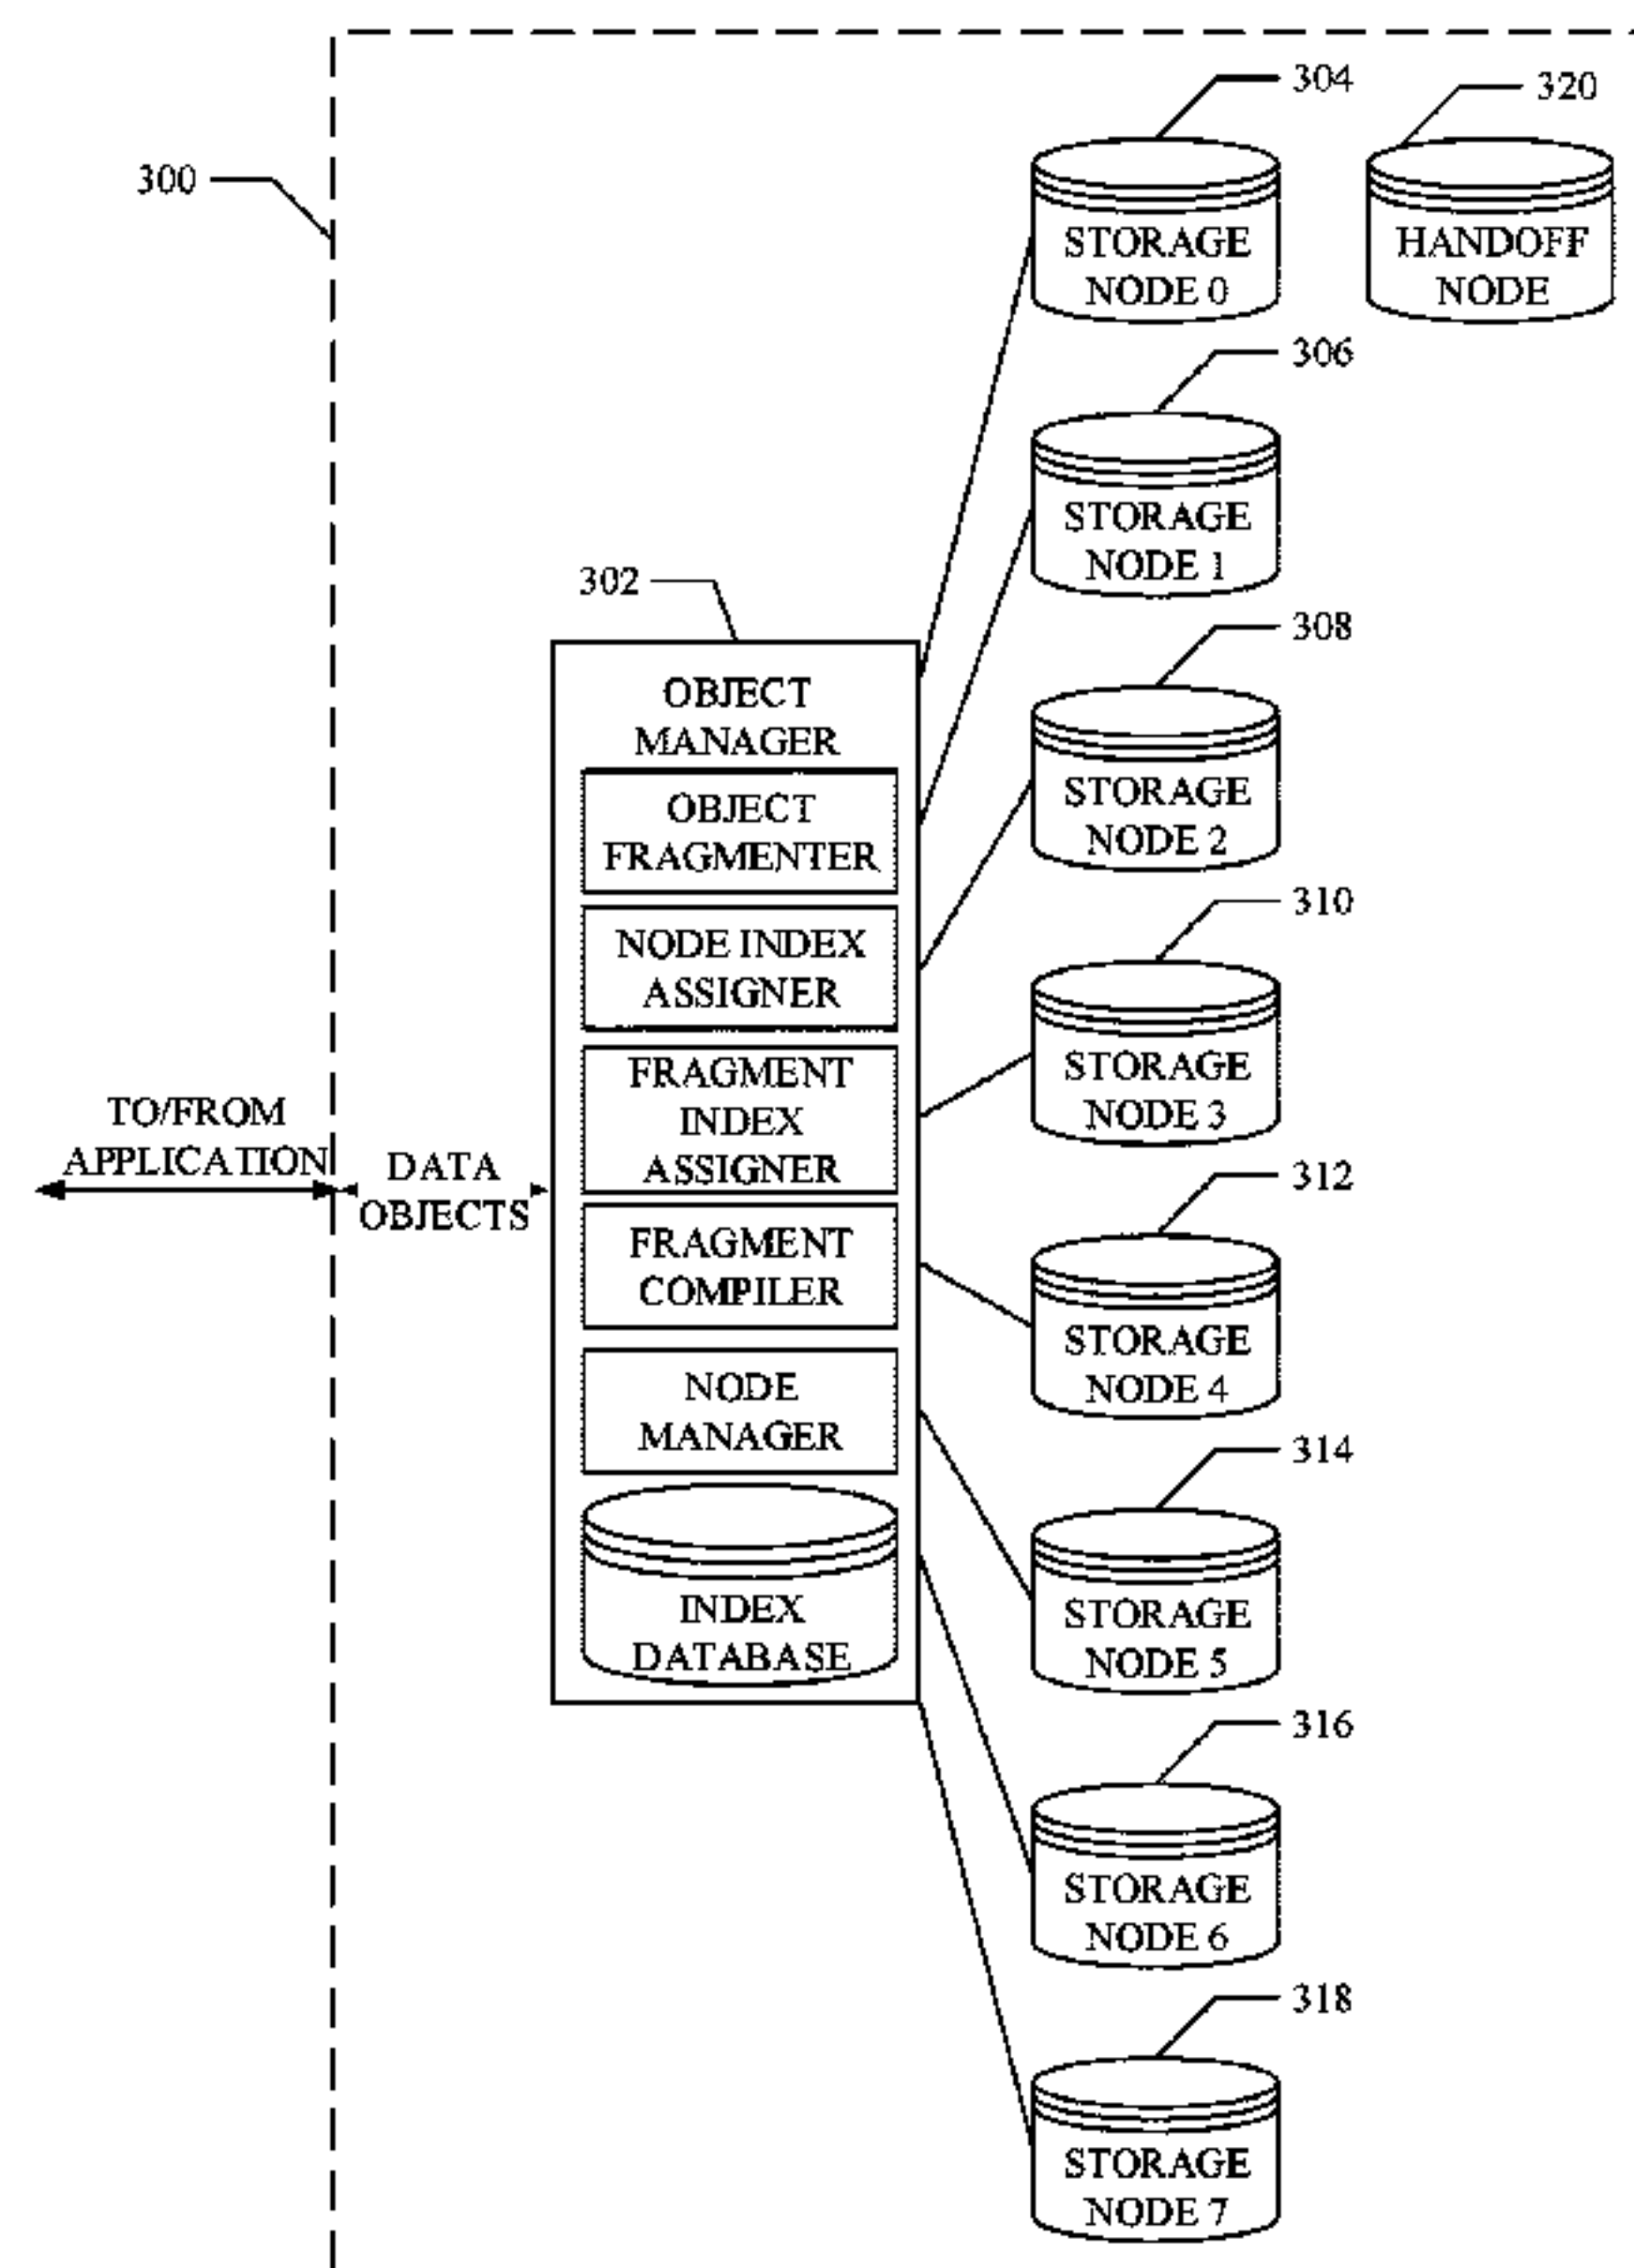 304
320
300
STORAGE
NODE 0
HANDOFF
NODE
306
STORAGE
NODE 1
302
308
OBJECT
MANAGER
STORAGE
NODE 2
OBJECT
FRAGMENTER
310
NODE INDEX
ASSIGNER
STORAGE
NODE 3
FRAGMENT
INDEX
ASSIGNER
TO/FROM
APPLICATION
DATA
OBJECTS
312
FRAGMENT
COMPILER
STORAGE
NODE 4
NODE
MANAGER
314
STORAGE
NODE 5
INDEX
DATABASE
316
STORAGE
NODE 6
318
STORAGE
NODE 7